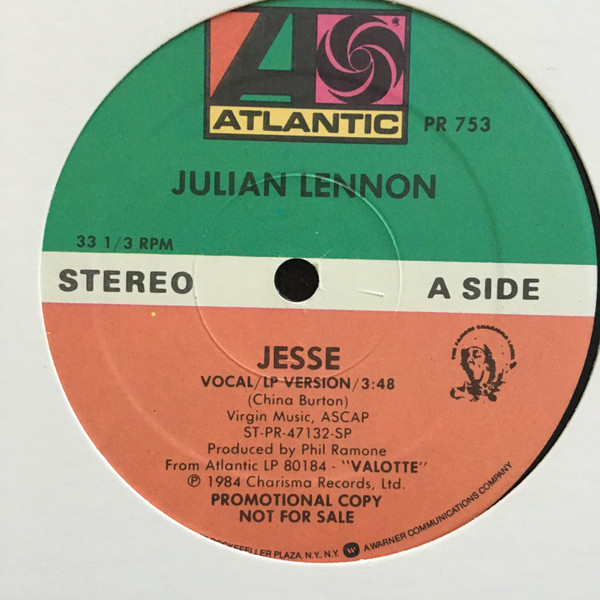 ATLANTIC
PR 753
JULIAN LENNON
33 1/3 RPM
STEREO
A SIDE
JESSE
VOCAL/LP VERSION/3:48
(China Burton)
Virgin Music, ASCAP
ST-PR-47132-SP
Produced by Phil Ramone
From Atlantic LP 80184 - "VALOTTE"
℗ 1984 Charisma Records, Ltd.
PROMOTIONAL COPY
NOT FOR SALE
PLAZA, N.Y., N.Y. W A WARNER COMMUNICATIONS COMPANY